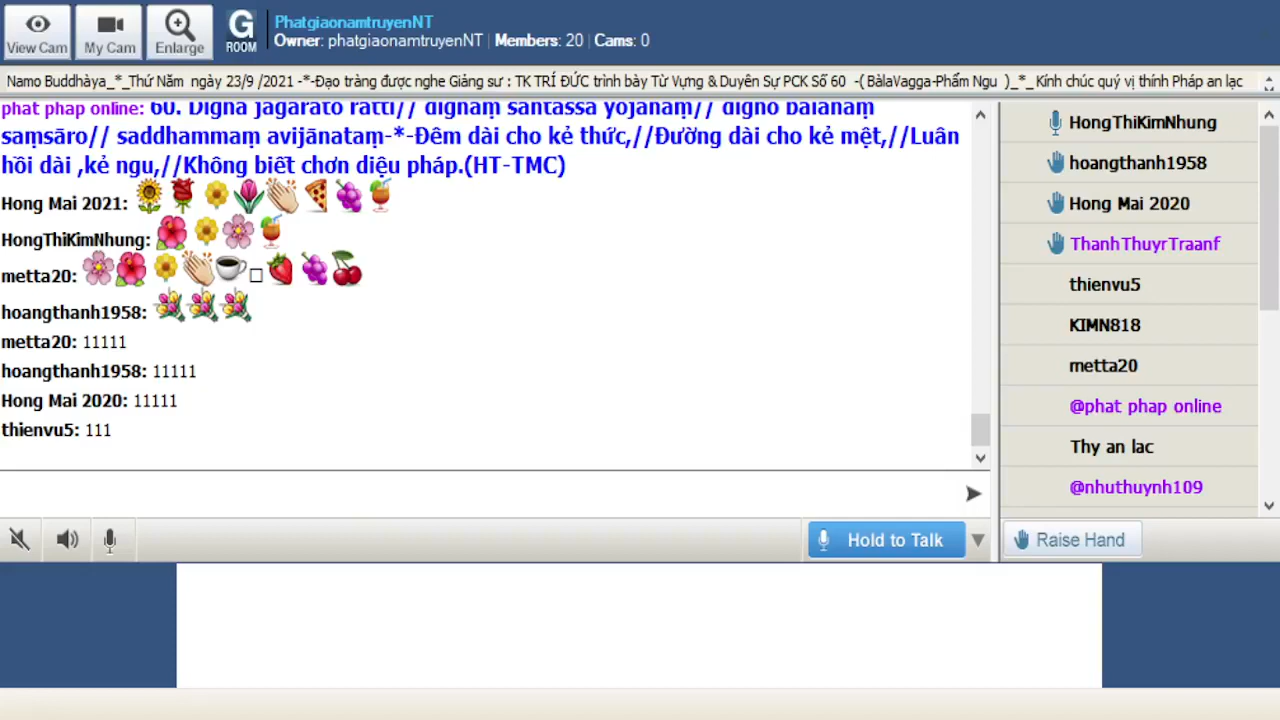 View Cam
My Cam
Enlarge
G
ROOM
PhatgiaonamtruyenNT
Owner: phatgiaonamtruyenNT | Members: 20 | Cams: 0
Namo Buddhàya_*_Thứ Năm ngày 23/9 /2021 -*-Đạo tràng được nghe Giảng sư : TK TRÍ ĐỨC trình bày Từ Vựng & Duyên Sự PCK Số 60 -( BàlaVagga-Phẩm Ngu )_*_ Kính chúc quý vị thính Pháp an lạc
phat phap online: 60. Dīghā jāgarato ratti// dīghaṃ santassa yojanaṃ// dīgho bālānaṃ
saṃsāro// saddhammaṃ avijānataṃ-*-Đêm dài cho kẻ thức,//Đường dài cho kẻ mệt,//Luân
hồi dài ,kẻ ngu,//Không biết chơn diệu pháp.(HT-TMC)
Hong Mai 2021:
HongThiKimNhung:
metta20:
hoangthanh1958:
metta20: 11111
hoangthanh1958: 11111
Hong Mai 2020: 11111
thienvu5: 111
HongThiKimNhung
hoangthanh1958
Hong Mai 2020
ThanhThuyrTraanf
thienvu5
KIMN818
metta20
@phat phap online
Thy an lac
@nhuthuynh109
Hold to Talk
Raise Hand